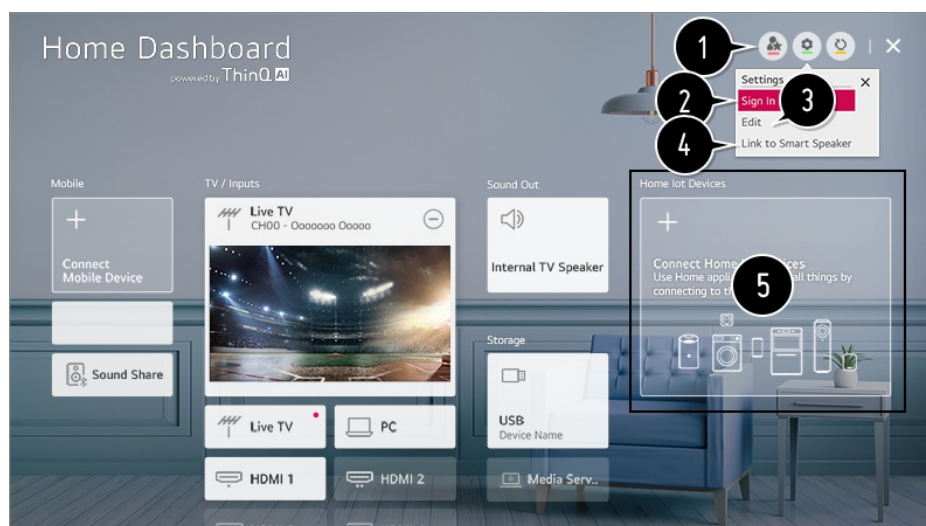 Home Dashboard
powered by ThinQ AI
1
Settings
2
Sign In
3
Edit
4
Link to Smart Speaker
Mobile
TV / Inputs
Sound Out
Home Iot Devices
Connect
Mobile Device
Live TV
CH00 - Ooooooo Ooooo
Internal TV Speaker
Connect Home
Use Home all things by
connecting to
5
Storage
Sound Share
USB
Device Name
Live TV
PC
HDMI 1
HDMI 2
Media Serv..